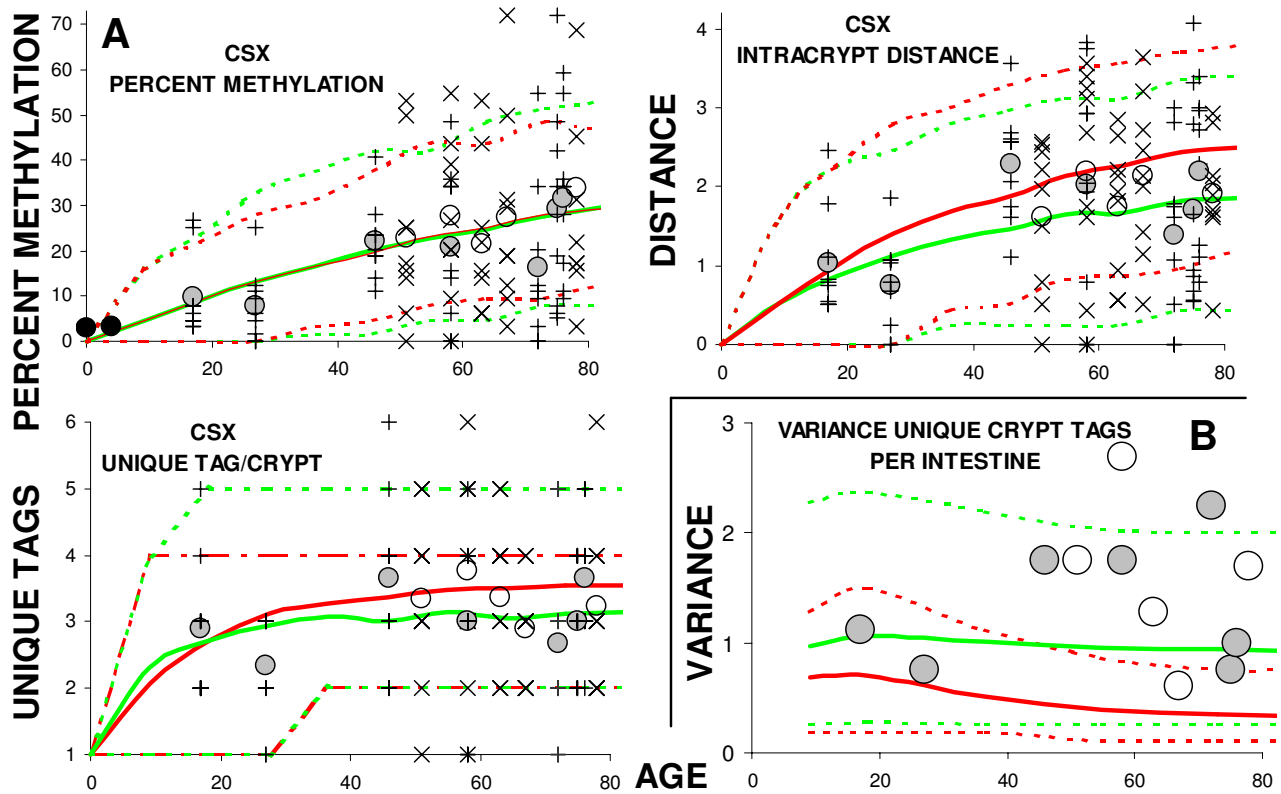 A
CSX
PERCENT METHYLATION
PERCENT METHYLATION
70
60
50
40
30
20
10
0
0 20 40 60 80
CSX
INTRACRYPT DISTANCE
DISTANCE
4
3
2
1
0
0 20 40 60 80
CSX
UNIQUE TAG/CRYPT
UNIQUE TAGS
6
5
4
3
2
1
0 20 40 60 80
AGE
B
VARIANCE UNIQUE CRYPT TAGS
PER INTESTINE
VARIANCE
3
2
1
0
0 20 40 60 80